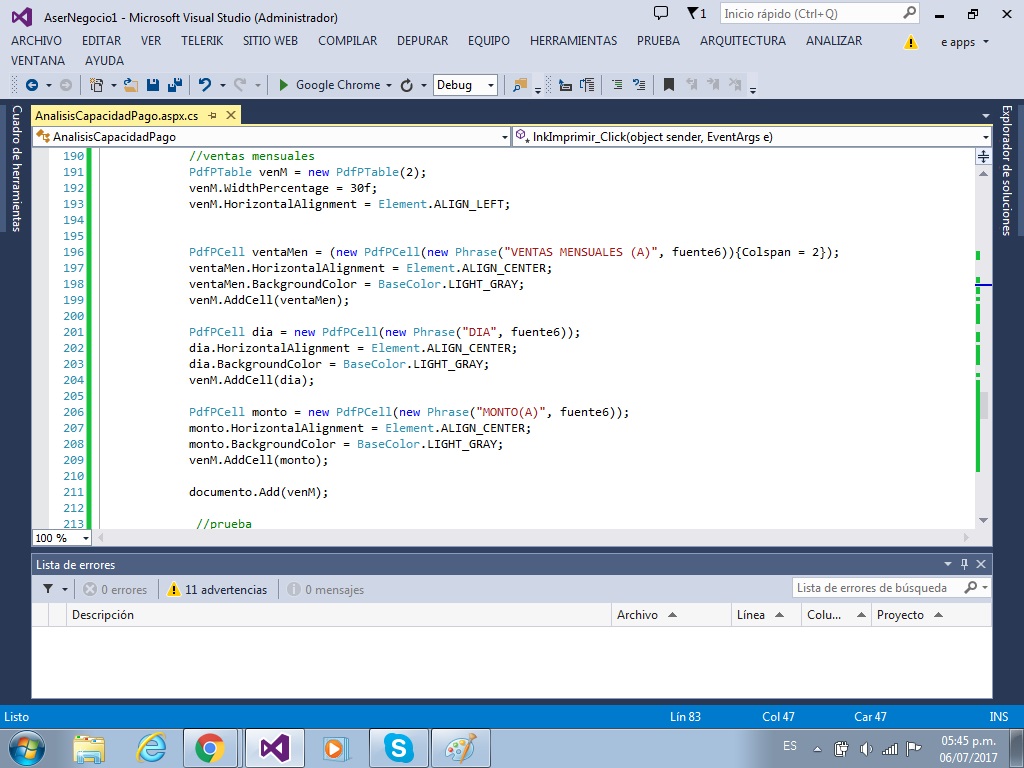 AserNegocio1 - Microsoft Visual Studio (Administrador)
1
Inicio rápido (Ctrl+Q)
ARCHIVO EDITAR VER TELERIK SITIO WEB COMPILAR DEPURAR EQUIPO HERRAMIENTAS PRUEBA ARQUITECTURA ANALIZAR
e apps
VENTANA AYUDA
Google Chrome
Debug
Cuadro de herramientas
Explorador de soluciones
AnalisisCapacidadPago.aspx.cs
AnalisisCapacidadPago
lnkImprimir_Click(object sender, EventArgs e)
190 //ventas mensuales
191 PdfPTable venM = new PdfPTable(2);
192 venM.WidthPercentage = 30f;
193 venM.HorizontalAlignment = Element.ALIGN_LEFT;
194
195
196 PdfPCell ventaMen = (new PdfPCell(new Phrase("VENTAS MENSUALES (A)", fuente6)){Colspan = 2});
197 ventaMen.HorizontalAlignment = Element.ALIGN_CENTER;
198 ventaMen.BackgroundColor = BaseColor.LIGHT_GRAY;
199 venM.AddCell(ventaMen);
200
201 PdfPCell dia = new PdfPCell(new Phrase("DIA", fuente6));
202 dia.HorizontalAlignment = Element.ALIGN_CENTER;
203 dia.BackgroundColor = BaseColor.LIGHT_GRAY;
204 venM.AddCell(dia);
205
206 PdfPCell monto = new PdfPCell(new Phrase("MONTO(A)", fuente6));
207 monto.HorizontalAlignment = Element.ALIGN_CENTER;
208 monto.BackgroundColor = BaseColor.LIGHT_GRAY;
209 venM.AddCell(monto);
210
211 documento.Add(venM);
212
213 //prueba
100 %
Lista de errores
0 errores
11 advertencias
0 mensajes
Lista de errores de búsqueda
Descripción
Archivo
Línea
Colu...
Proyecto
Listo
Lín 83
Col 47
Car 47
INS
ES
05:45 p.m.
06/07/2017